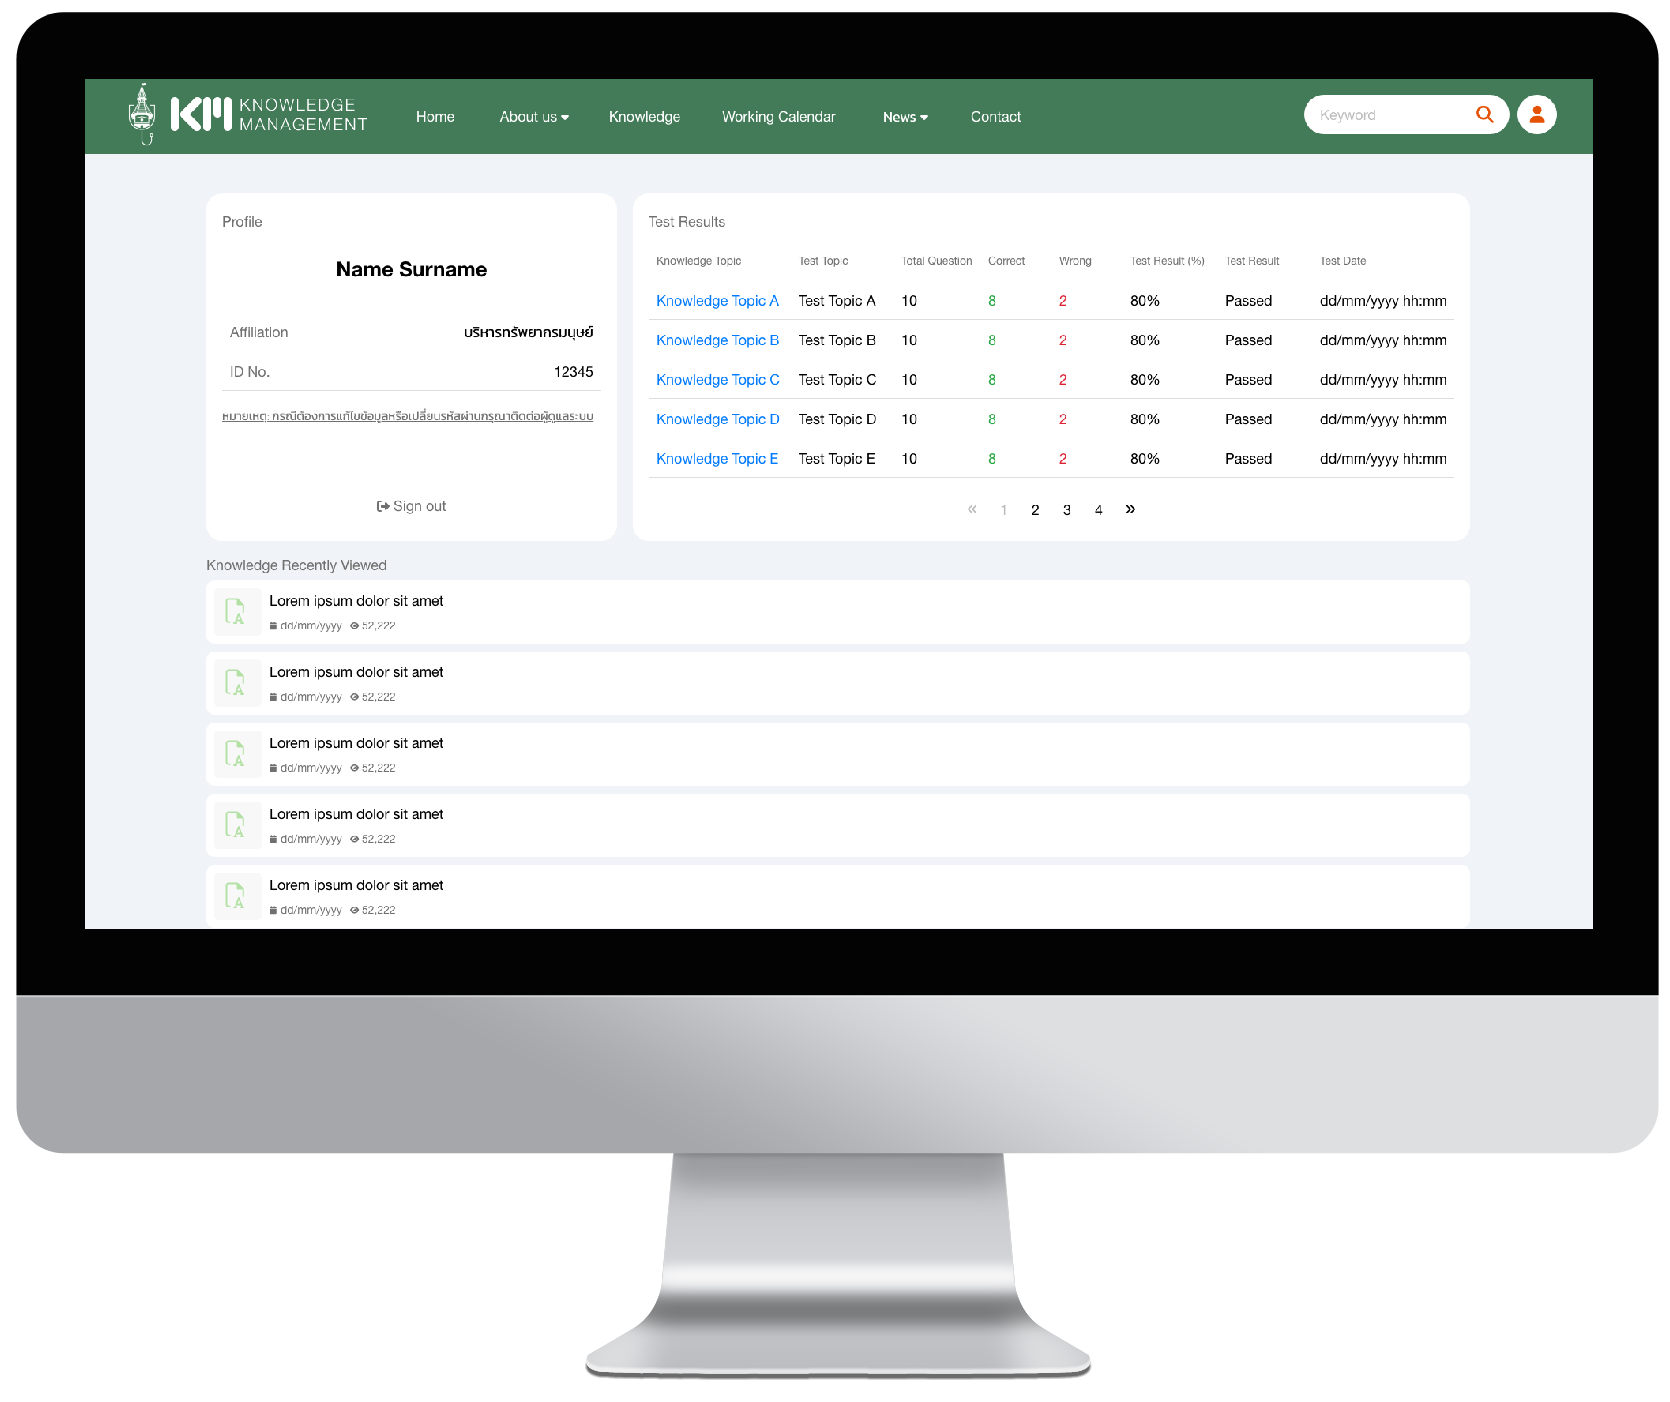 KM KNOWLEDGE MANAGEMENT
Home About us Knowledge Working Calendar News Contact
Keyword
Profile
Name Surname
Affiliation บริหารทรัพยากรมนุษย์
ID No. 12345
หมายเหตุ: กรณีต้องการแก้ไขข้อมูลหรือเปลี่ยนรหัสผ่านกรุณาติดต่อผู้ดูแลระบบ
Sign out
Test Results
Knowledge Topic Test Topic Total Question Correct Wrong Test Result (%) Test Result Test Date
Knowledge Topic A Test Topic A 10 8 2 80% Passed dd/mm/yyyy hh:mm
Knowledge Topic B Test Topic B 10 8 2 80% Passed dd/mm/yyyy hh:mm
Knowledge Topic C Test Topic C 10 8 2 80% Passed dd/mm/yyyy hh:mm
Knowledge Topic D Test Topic D 10 8 2 80% Passed dd/mm/yyyy hh:mm
Knowledge Topic E Test Topic E 10 8 2 80% Passed dd/mm/yyyy hh:mm
« 1 2 3 4 »
Knowledge Recently Viewed
Lorem ipsum dolor sit amet
dd/mm/yyyy 52,222
Lorem ipsum dolor sit amet
dd/mm/yyyy 52,222
Lorem ipsum dolor sit amet
dd/mm/yyyy 52,222
Lorem ipsum dolor sit amet
dd/mm/yyyy 52,222
Lorem ipsum dolor sit amet
dd/mm/yyyy 52,222